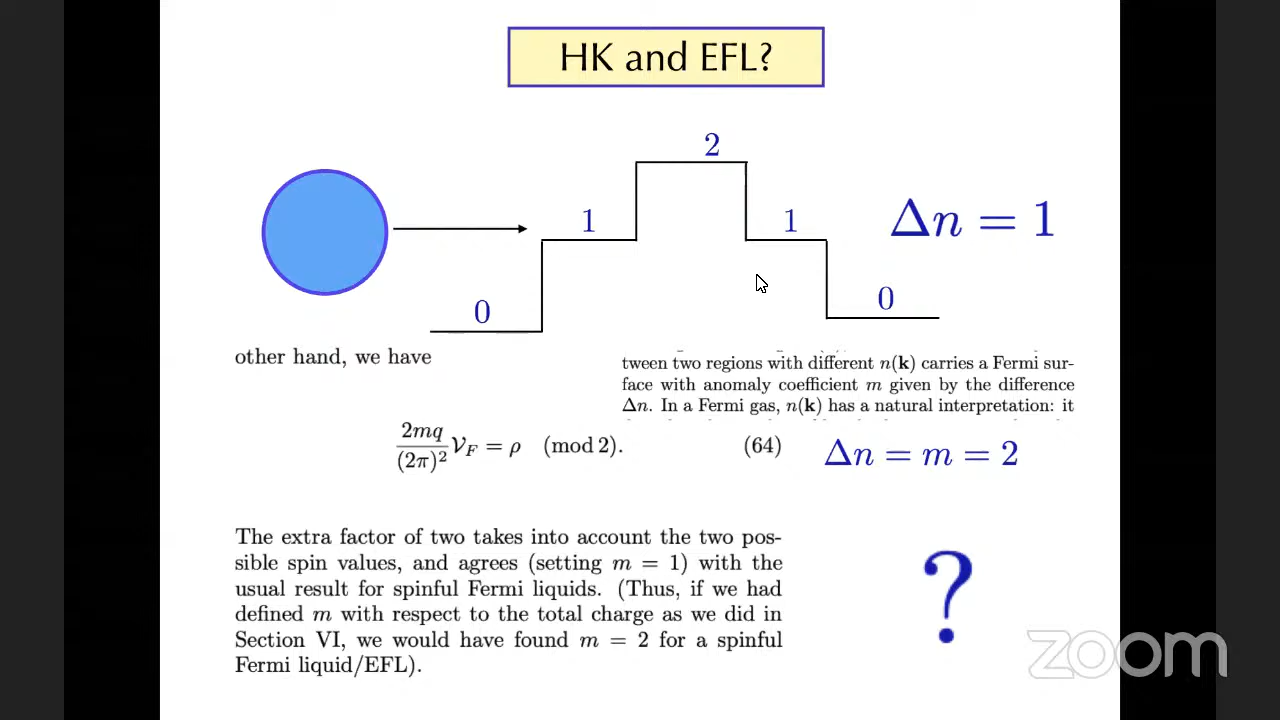 HK and EFL?
2
1
1
Δn = 1
0
0
other hand, we have
tween two regions with different n(k) carries a Fermi sur-
face with anomaly coefficient m given by the difference
Δn. In a Fermi gas, n(k) has a natural interpretation: it
2mq/(2π)² 𝒱_F = ρ (mod 2). (64)
Δn = m = 2
The extra factor of two takes into account the two pos-
sible spin values, and agrees (setting m = 1) with the
usual result for spinful Fermi liquids. (Thus, if we had
defined m with respect to the total charge as we did in
Section VI, we would have found m = 2 for a spinful
Fermi liquid/EFL).
?
zoom